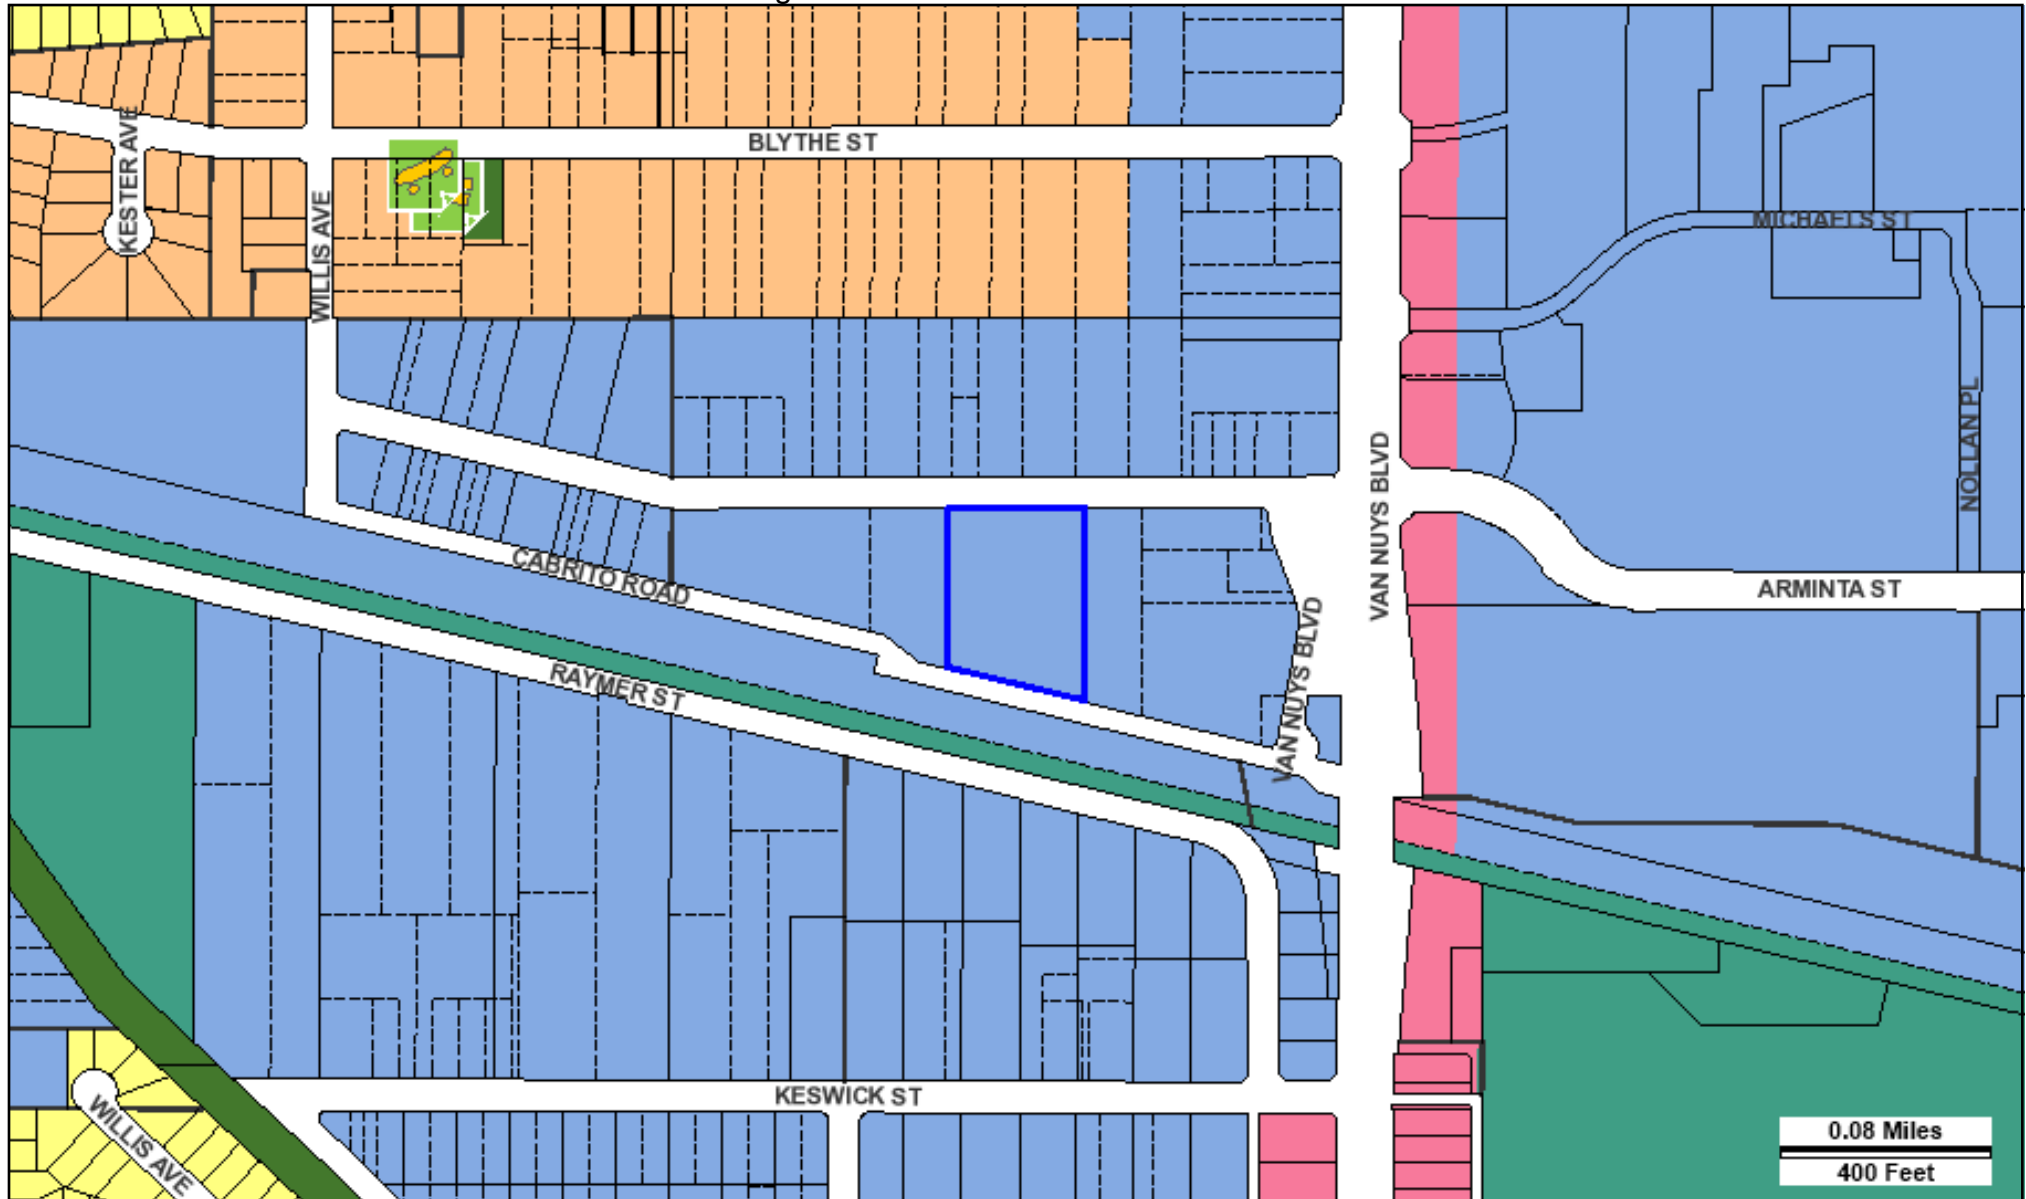 BLYTHE ST
KESTER AVE
WILLIS AVE
MICHAELS ST
NOLLAN PL
VAN NUYS BLVD
CABRITO ROAD
ARMINTA ST
VAN NUYS BLVD
RAYMER ST
KESWICK ST
WILLIS AVE
0.08 Miles
400 Feet